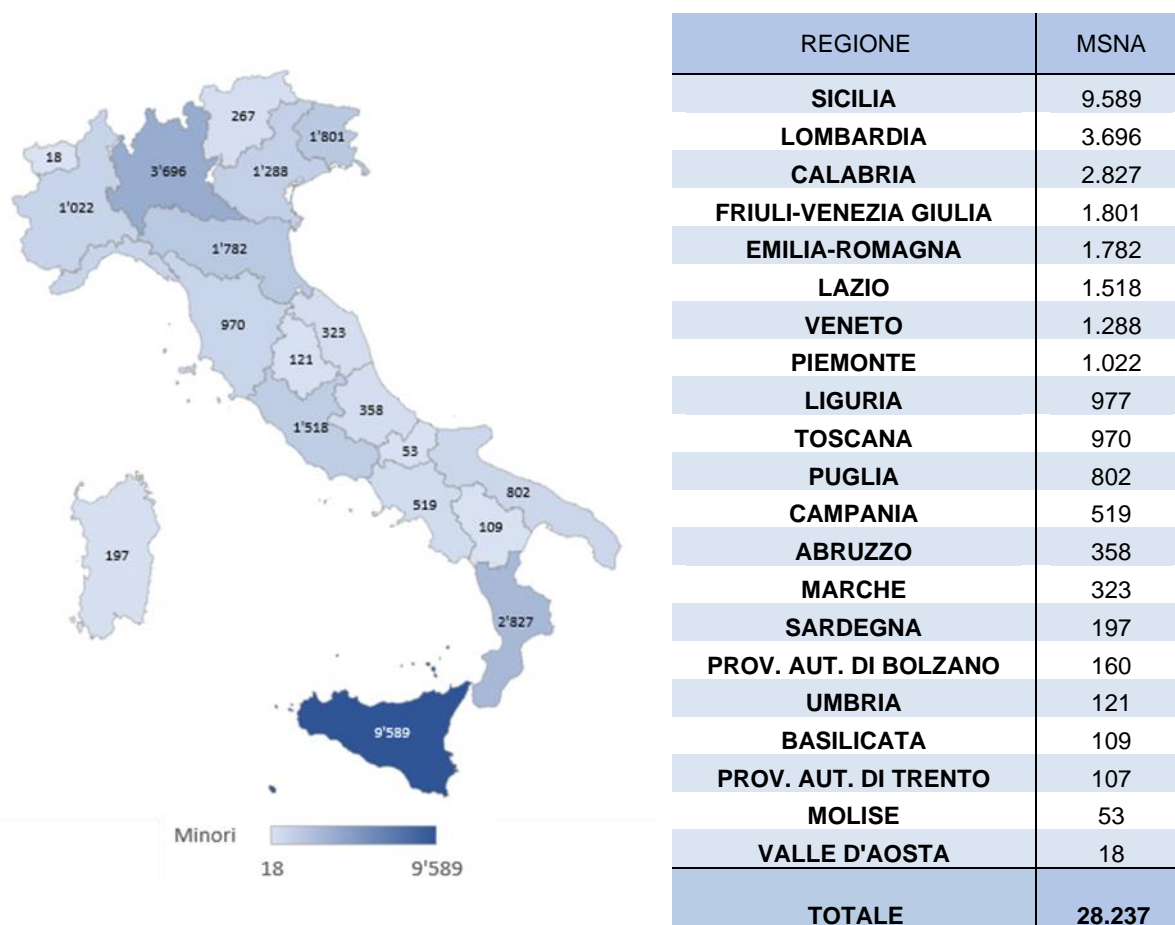 267
1'801
18
3'696
1'288
1'022
1'782
970
323
121
358
1'518
53
802
519
109
197
2'827
9'589
Minori
18 9'589
REGIONE MSNA
SICILIA 9.589
LOMBARDIA 3.696
CALABRIA 2.827
FRIULI-VENEZIA GIULIA 1.801
EMILIA-ROMAGNA 1.782
LAZIO 1.518
VENETO 1.288
PIEMONTE 1.022
LIGURIA 977
TOSCANA 970
PUGLIA 802
CAMPANIA 519
ABRUZZO 358
MARCHE 323
SARDEGNA 197
PROV. AUT. DI BOLZANO 160
UMBRIA 121
BASILICATA 109
PROV. AUT. DI TRENTO 107
MOLISE 53
VALLE D'AOSTA 18
TOTALE 28.237